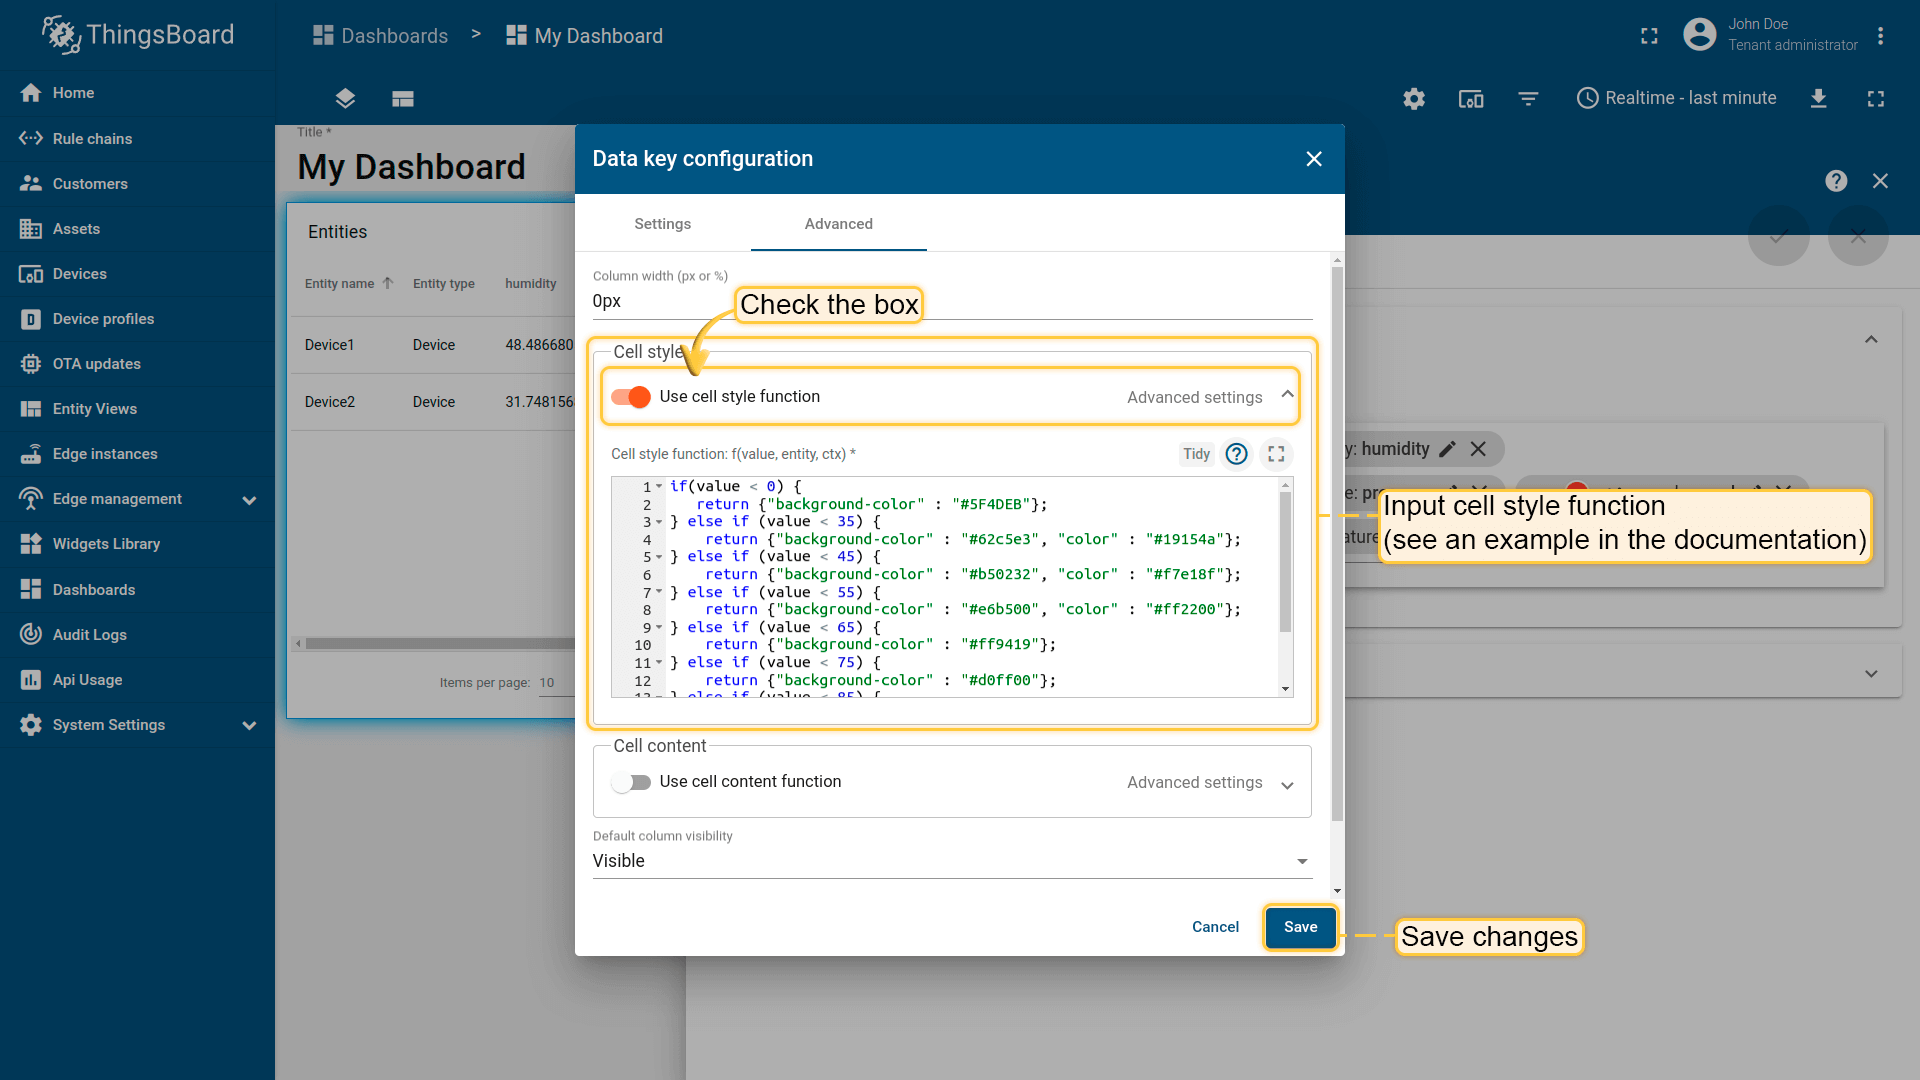 ThingsBoard
Dashboards > My Dashboard
John Doe
Tenant administrator
Home
Rule chains
Customers
Assets
Devices
Device profiles
OTA updates
Entity Views
Edge instances
Edge management
Widgets Library
Dashboards
Audit Logs
Api Usage
System Settings
Realtime - last minute
Title *
My Dashboard
Entities
Entity name Entity type humidity
Device1 Device 48.486680
Device2 Device 31.748156
Items per page: 10
Data key configuration
Settings Advanced
Column width (px or %)
0px
Check the box
Cell style
Use cell style function Advanced settings
Cell style function: f(value, entity, ctx) * Tidy
1 if(value < 0) {
2 return {"background-color" : "#5F4DEB"};
3 } else if (value < 35) {
4 return {"background-color" : "#62c5e3", "color" : "#19154a"};
5 } else if (value < 45) {
6 return {"background-color" : "#b50232", "color" : "#f7e18f"};
7 } else if (value < 55) {
8 return {"background-color" : "#e6b500", "color" : "#ff2200"};
9 } else if (value < 65) {
10 return {"background-color" : "#ff9419"};
11 } else if (value < 75) {
12 return {"background-color" : "#d0ff00"};
13 } else if (value < 85) {
Cell content
Use cell content function Advanced settings
Default column visibility
Visible
Cancel Save
y: humidity
e: pre
ature
Input cell style function
(see an example in the documentation)
Save changes